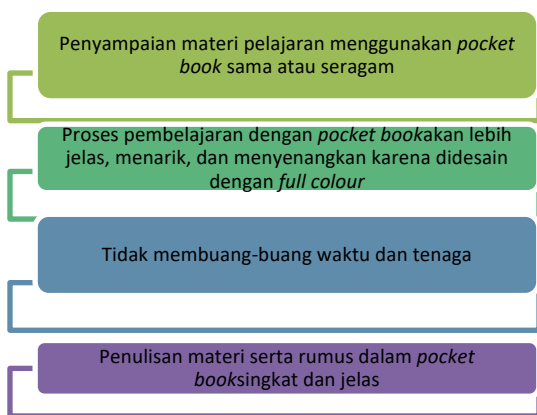 Penyampaian materi pelajaran menggunakan pocket
book sama atau seragam
Proses pembelajaran dengan pocket bookakan lebih
jelas, menarik, dan menyenangkan karena didesain
dengan full colour
Tidak membuang-buang waktu dan tenaga
Penulisan materi serta rumus dalam pocket
booksingkat dan jelas